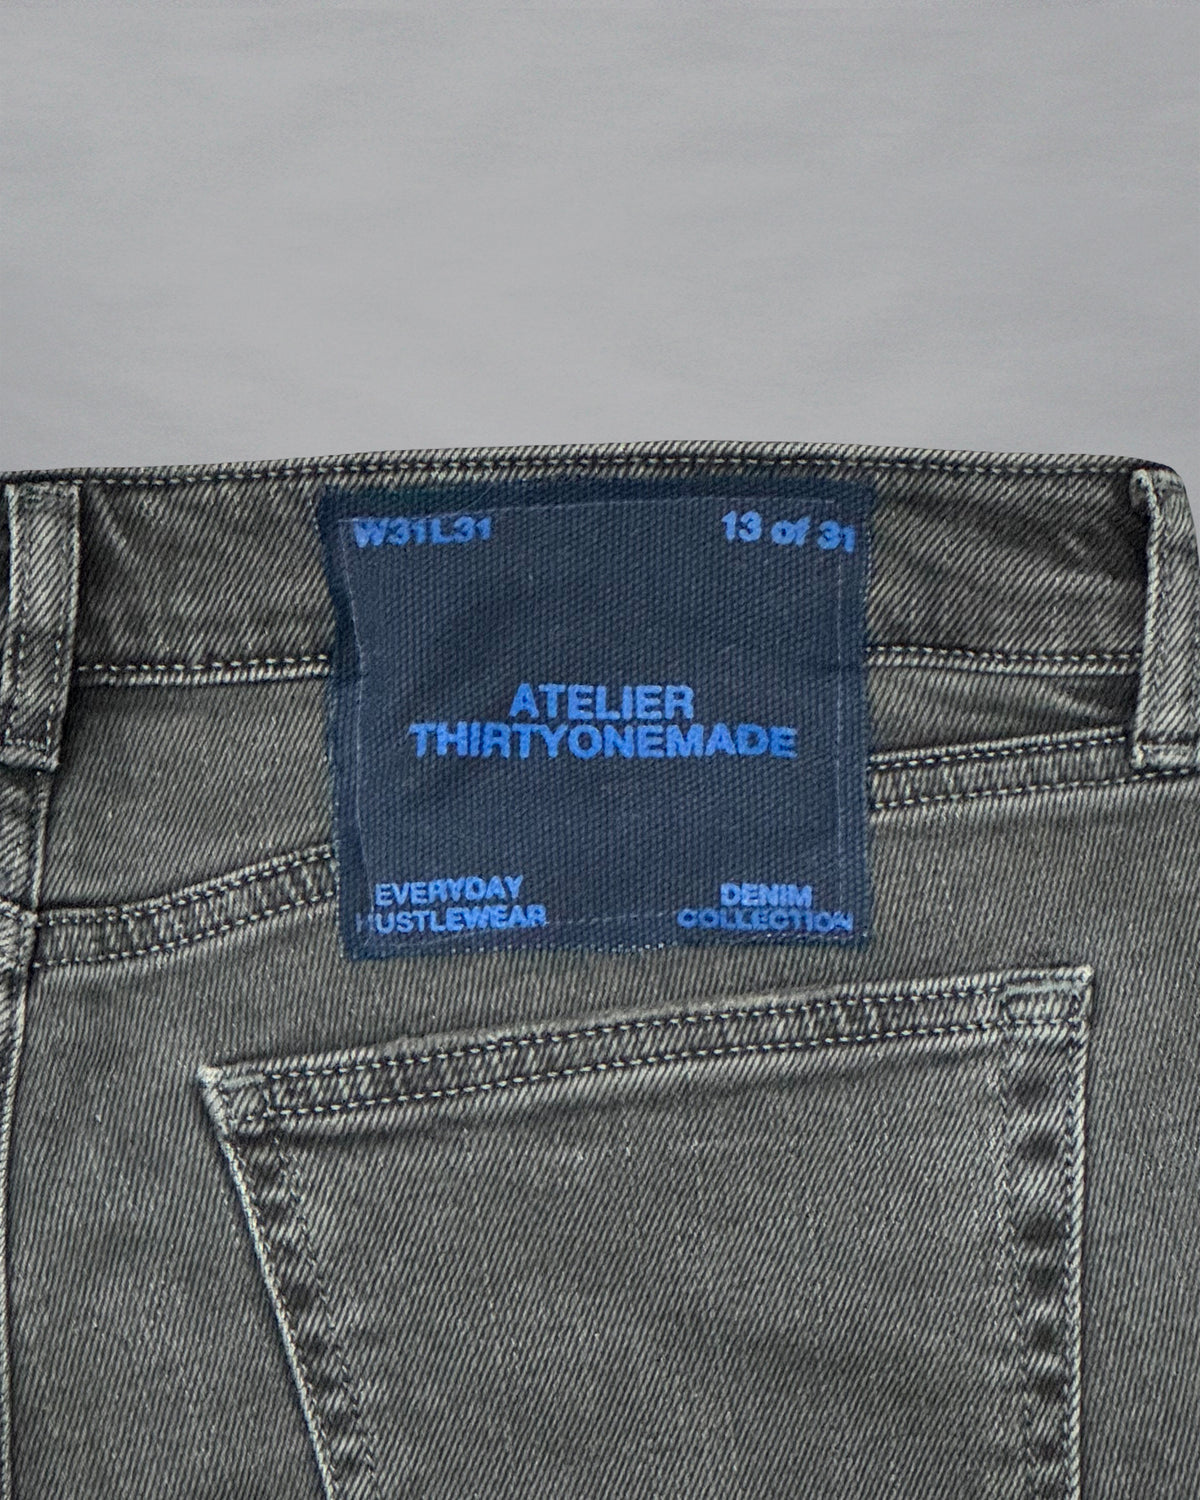 W31L31
13 of 31
ATELIER
THIRTYONEMADE
EVERYDAY
HUSTLEWEAR
DENIM
COLLECTION